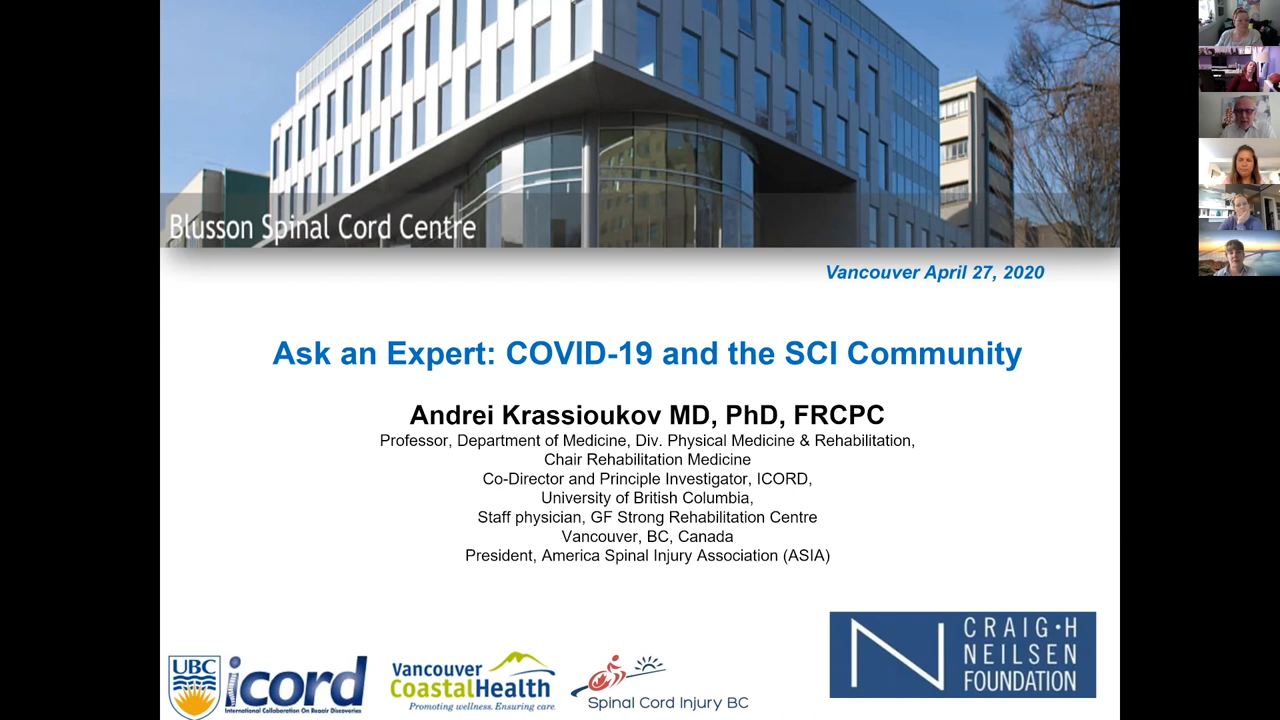 Blusson Spinal Cord Centre
Vancouver April 27, 2020
Ask an Expert: COVID-19 and the SCI Community
Andrei Krassioukov MD, PhD, FRCPC
Professor, Department of Medicine, Div. Physical Medicine & Rehabilitation,
Chair Rehabilitation Medicine
Co-Director and Principle Investigator, ICORD,
University of British Columbia,
Staff physician, GF Strong Rehabilitation Centre
Vancouver, BC, Canada
President, America Spinal Injury Association (ASIA)
UBC
icord
International Collaboration On Repair Discoveries
Vancouver
CoastalHealth
Promoting wellness. Ensuring care.
Spinal Cord Injury BC
N
CRAIG·H
NEILSEN
FOUNDATION